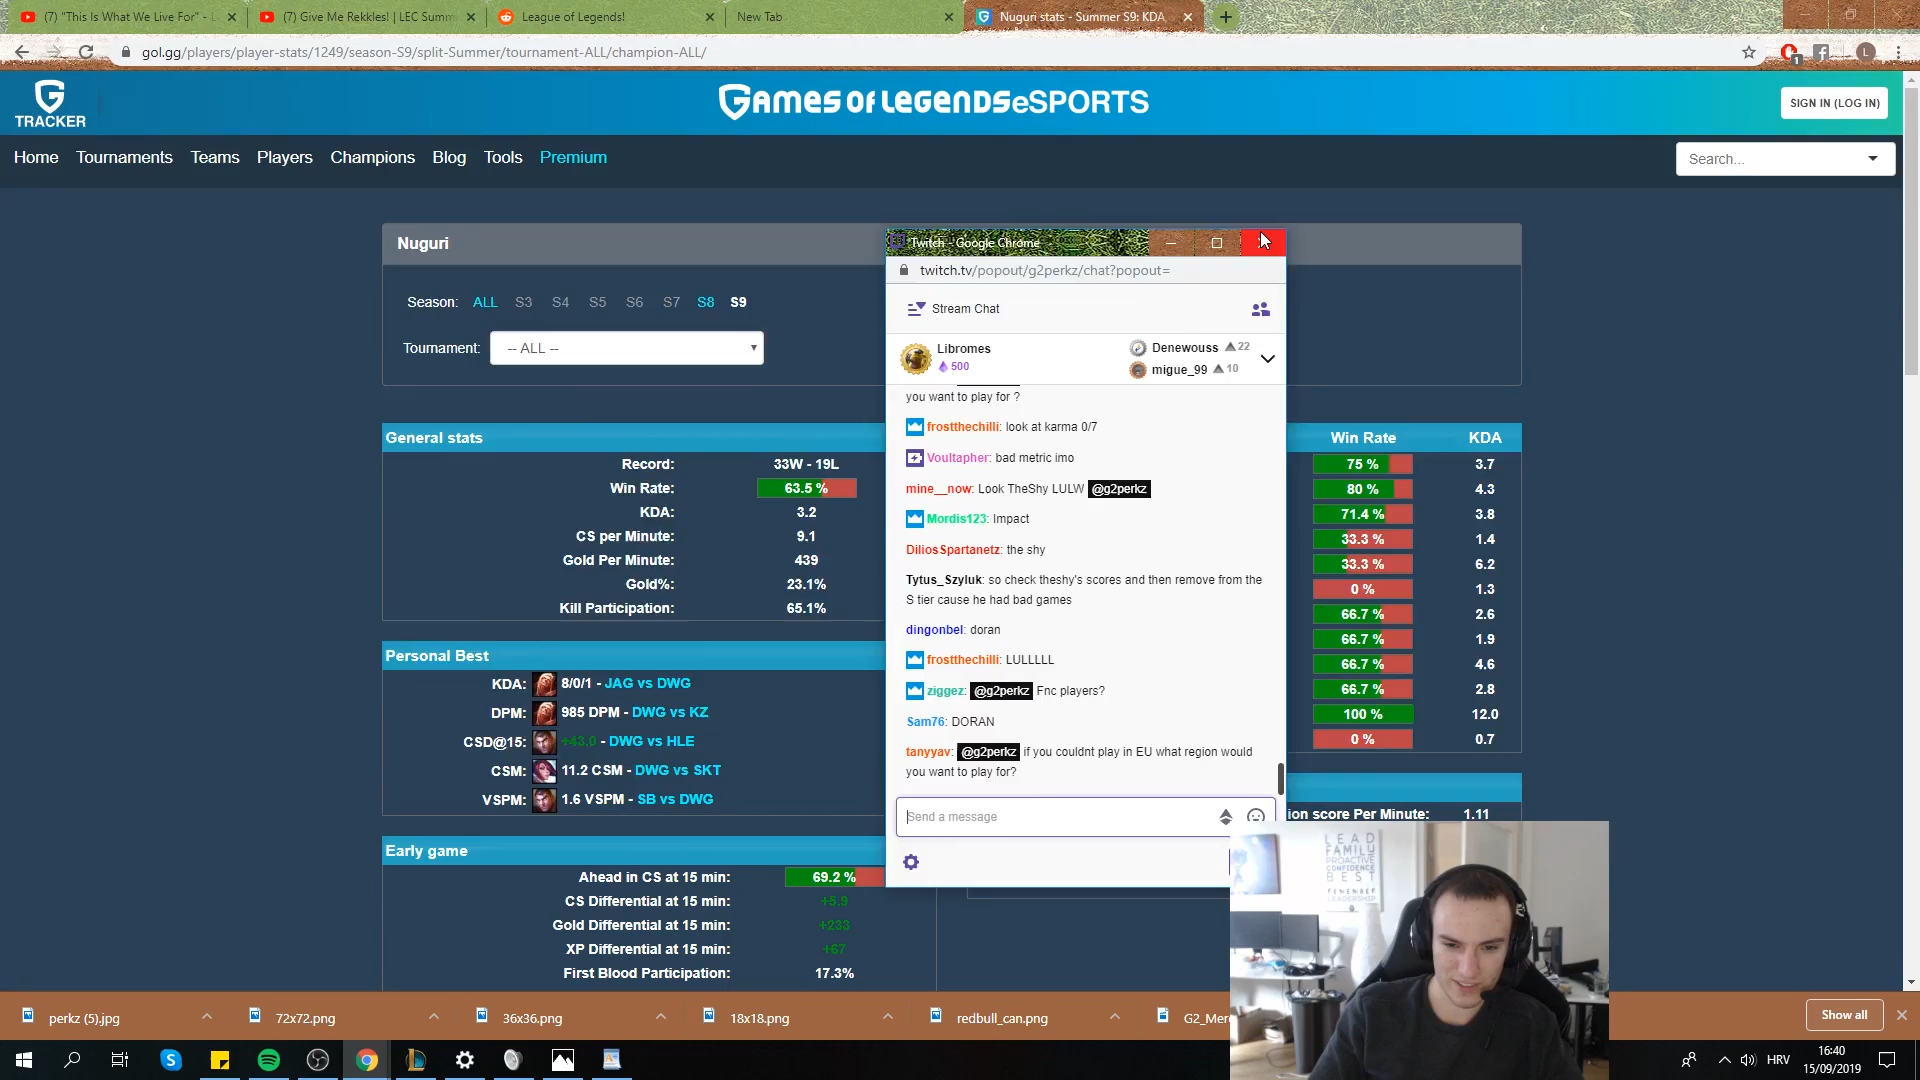 (7) "This Is What We Live For" - L
(7) Give Me Rekkles! | LEC Summ
League of Legends!
New Tab
Nuguri stats - Summer S9: KDA,
gol.gg/players/player-stats/1249/season-S9/split-Summer/tournament-ALL/champion-ALL/
1
L
TRACKER
GAMES OF LEGENDS eSPORTS
SIGN IN (LOG IN)
Home Tournaments Teams Players Champions Blog Tools Premium
Search...
Nuguri
Season: ALL S3 S4 S5 S6 S7 S8 S9
Tournament: -- ALL --
General stats
Record: 33W - 19L
Win Rate: 63.5 %
KDA: 3.2
CS per Minute: 9.1
Gold Per Minute: 439
Gold%: 23.1%
Kill Participation: 65.1%
Personal Best
KDA: 8/0/1 - JAG vs DWG
DPM: 985 DPM - DWG vs KZ
CSD@15: +43.0 - DWG vs HLE
CSM: 11.2 CSM - DWG vs SKT
VSPM: 1.6 VSPM - SB vs DWG
Early game
Ahead in CS at 15 min: 69.2 %
CS Differential at 15 min: +5.9
Gold Differential at 15 min: +233
XP Differential at 15 min: +67
First Blood Participation: 17.3%
Twitch - Google Chrome
twitch.tv/popout/g2perkz/chat?popout=
Stream Chat
Libromes
500
Denewouss 22
migue_99 10
you want to play for ?
frostthechilli: look at karma 0/7
Voultapher: bad metric imo
mine__now: Look TheShy LULW @g2perkz
Mordis123: Impact
DiliosSpartanetz: the shy
Tytus_Szyluk: so check theshy's scores and then remove from the
S tier cause he had bad games
dingonbel: doran
frostthechilli: LULLLLL
ziggez: @g2perkz Fnc players?
Sam76: DORAN
tanyyav: @g2perkz if you couldnt play in EU what region would
you want to play for?
Send a message
Win Rate KDA
75 % 3.7
80 % 4.3
71.4 % 3.8
33.3 % 1.4
33.3 % 6.2
0 % 1.3
66.7 % 2.6
66.7 % 1.9
66.7 % 4.6
66.7 % 2.8
100 % 12.0
0 % 0.7
ion score Per Minute: 1.11
LEAD
FAMILY
PROACTIVE
CONFIDENCE
BEST
LEADERSHIP
perkz (5).jpg
72x72.png
36x36.png
18x18.png
redbull_can.png
G2_Merc
Show all
HRV
16:40
15/09/2019